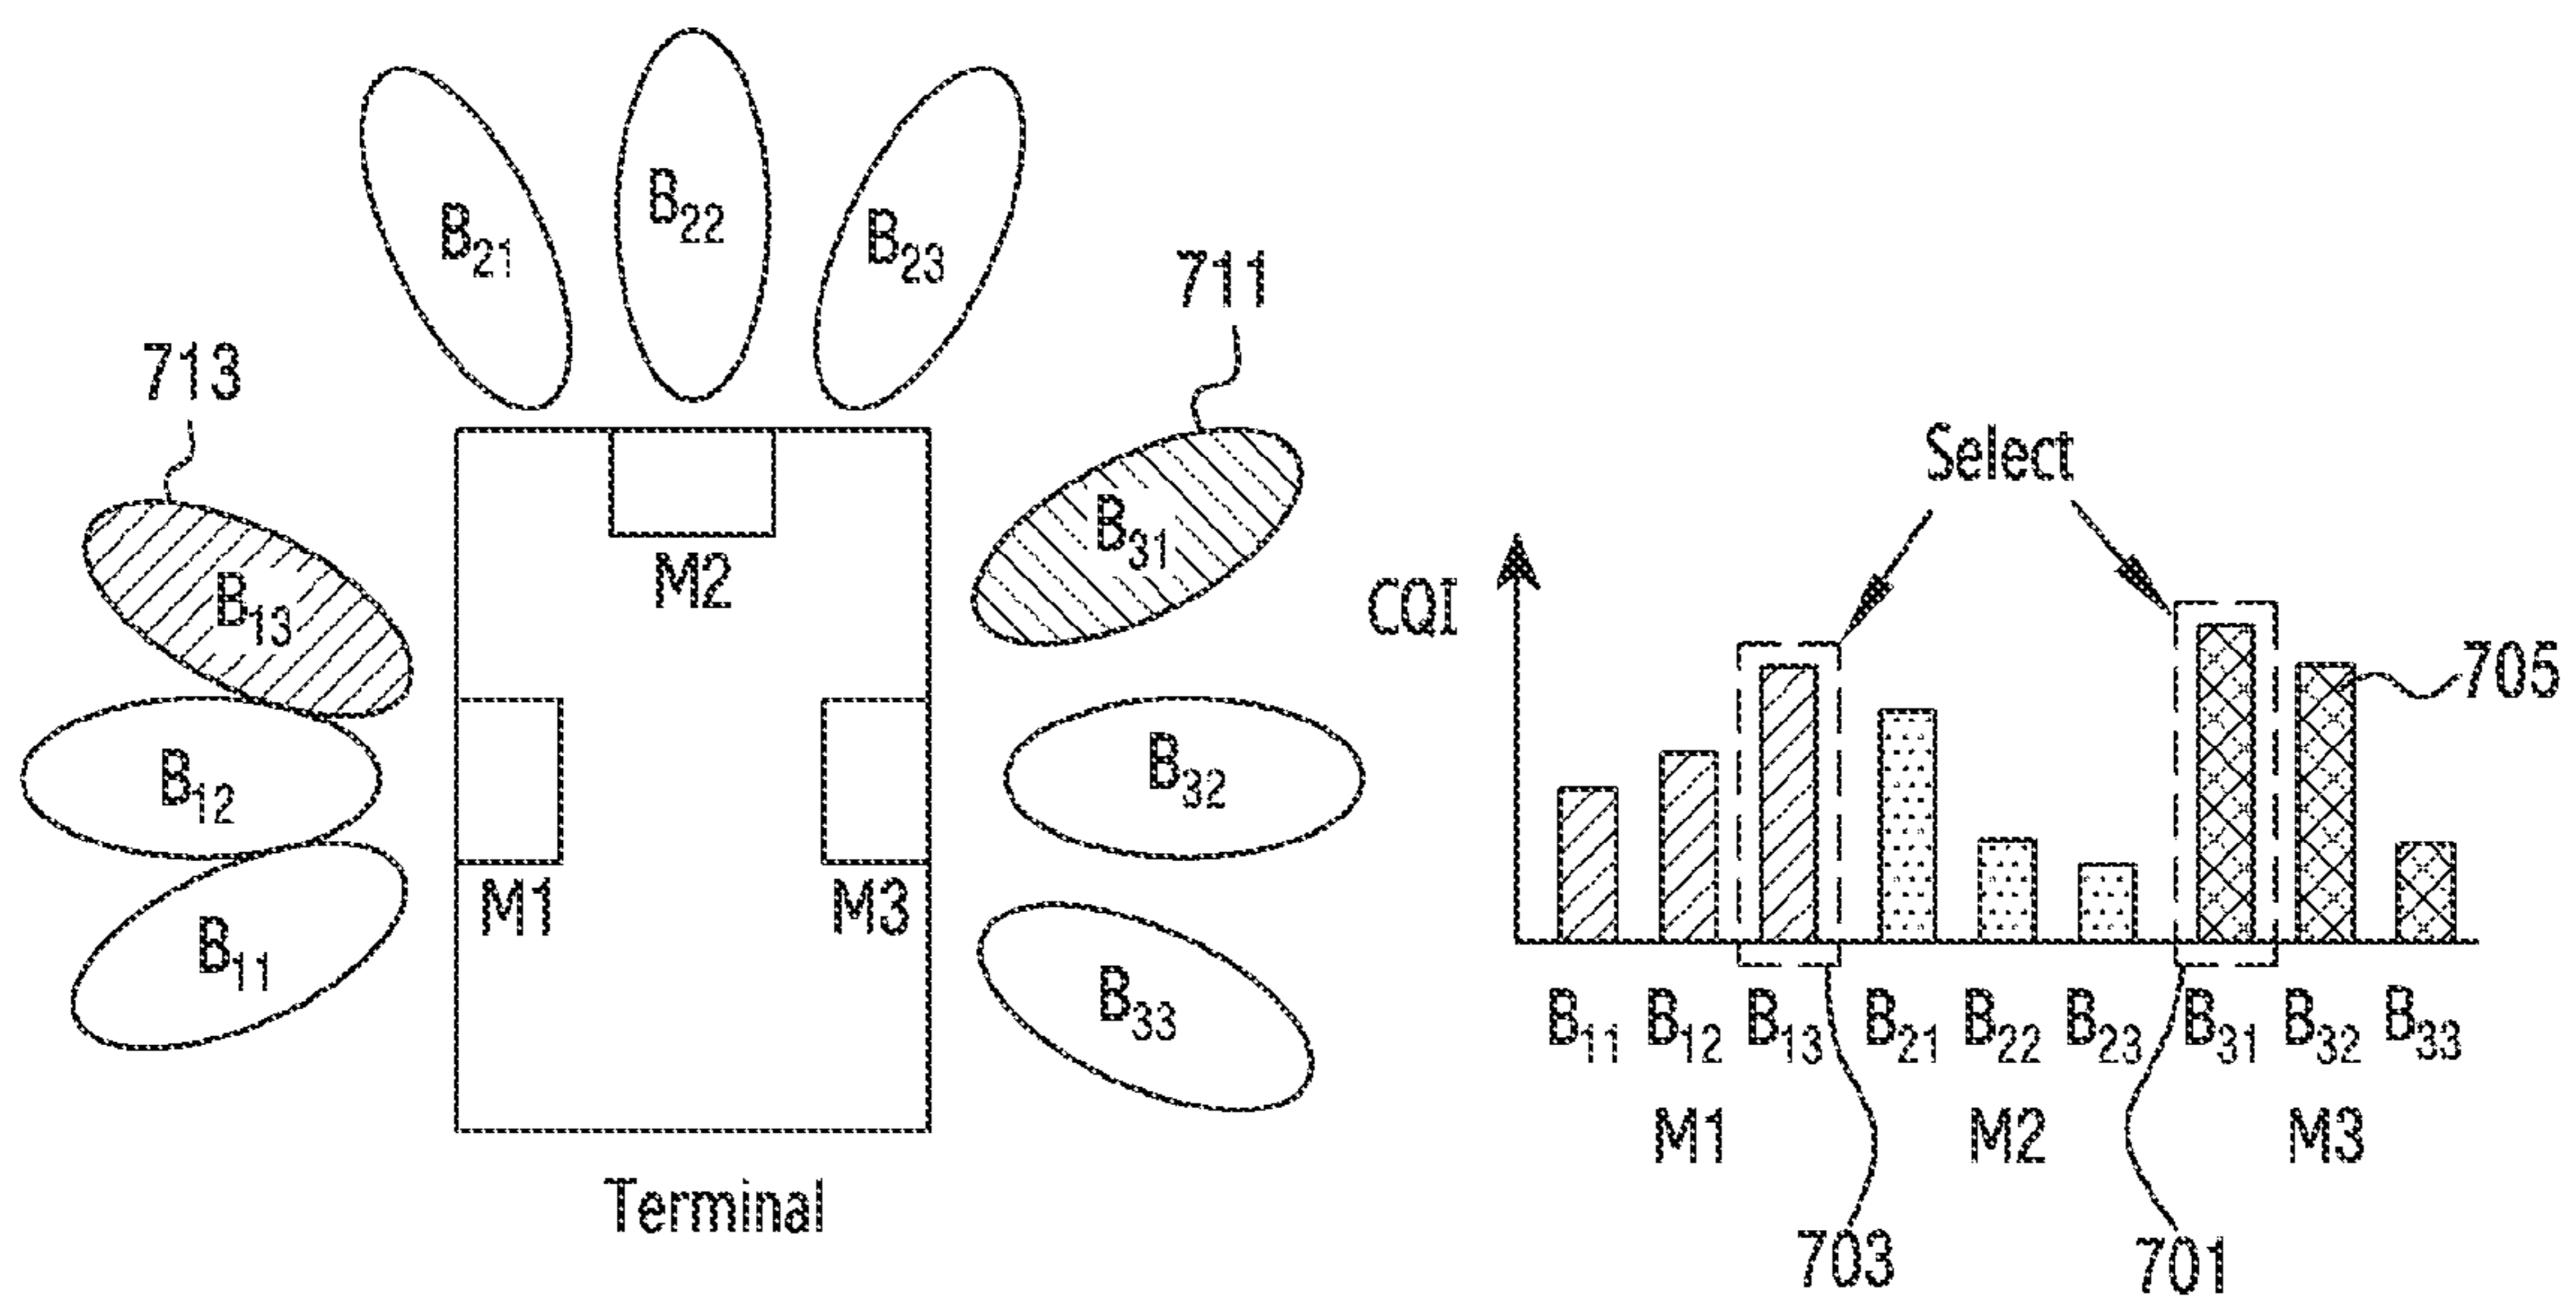 B22
B21
B23
711
713
Select
B31
M2
CQI
B13
705
B12
B32
M1
M3
B11
B33
B11 B12 B13 B21 B22 B23 B31 B32 B33
M1 M2 M3
Terminal
703 701